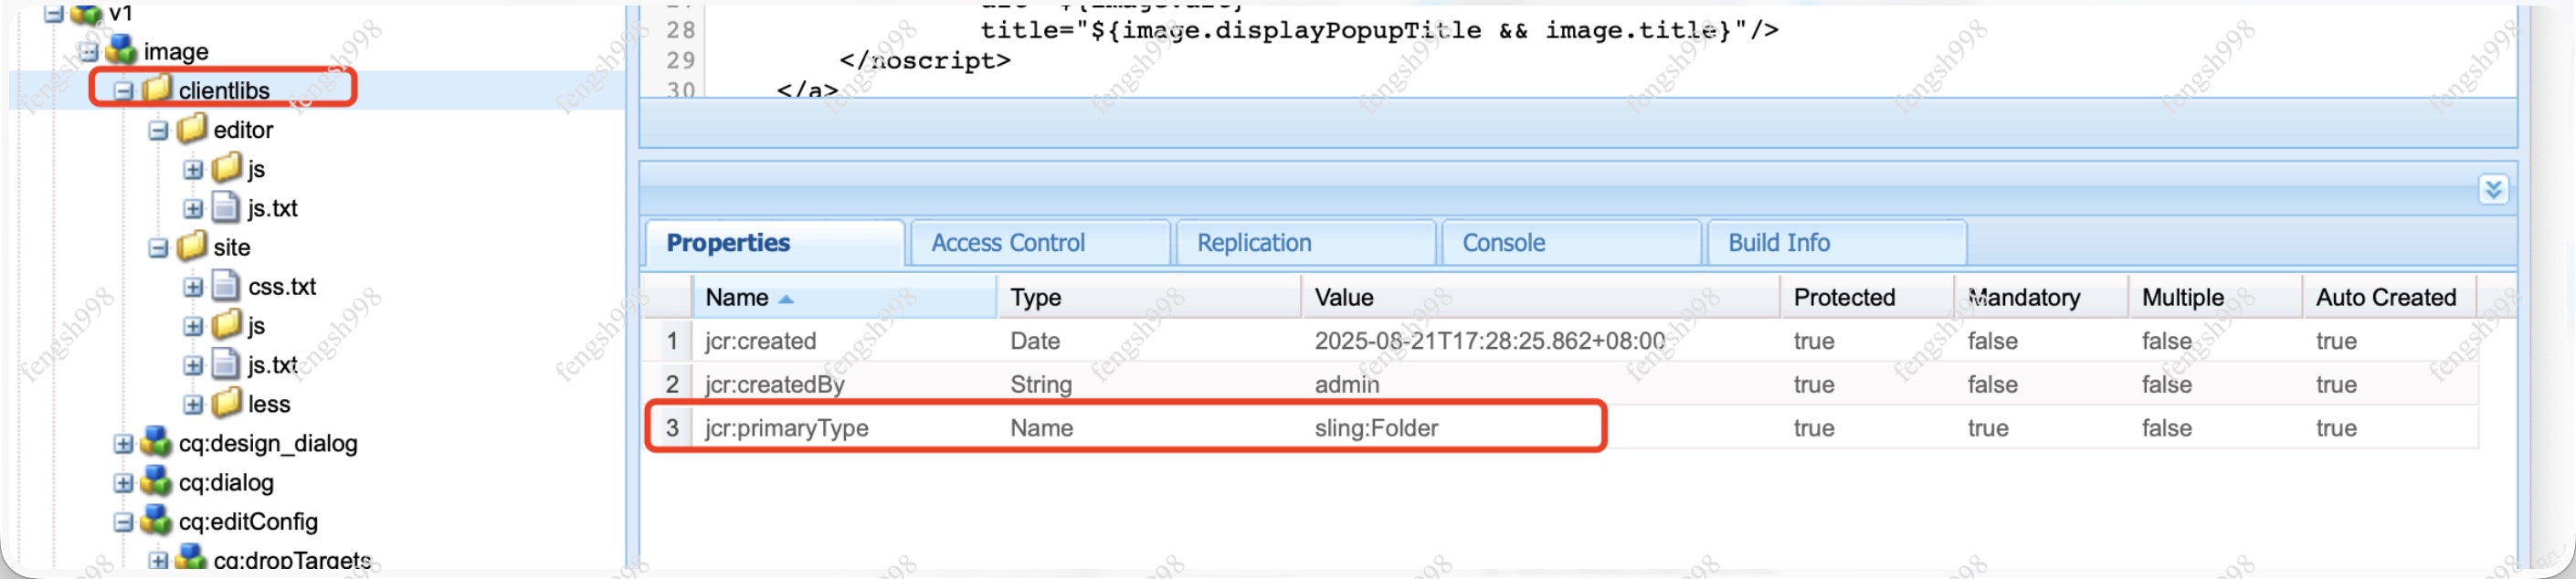 v1
image
clientlibs
editor
js
js.txt
site
css.txt
js
js.txt
less
cq:design_dialog
cq:dialog
cq:editConfig
cq:dropTargets
28 title="${image.displayPopupTitle && image.title}"/>
29 </noscript>
30 </a>
Properties Access Control Replication Console Build Info
Name Type Value Protected Mandatory Multiple Auto Created
1 jcr:created Date 2025-08-21T17:28:25.862+08:00 true false false true
2 jcr:createdBy String admin true false false true
3 jcr:primaryType Name sling:Folder true true false true
fengsh998